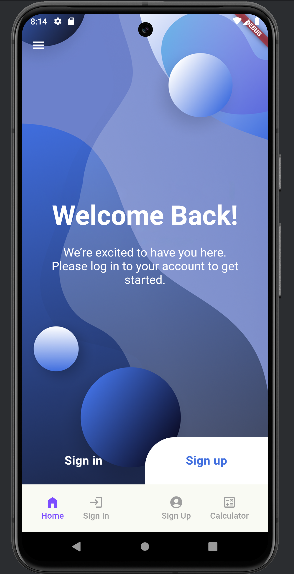 8:14
DEBUG
Welcome Back!
We're excited to have you here.
Please log in to your account to get
started.
Sign in
Sign up
Home
Sign In
Sign Up
Calculator